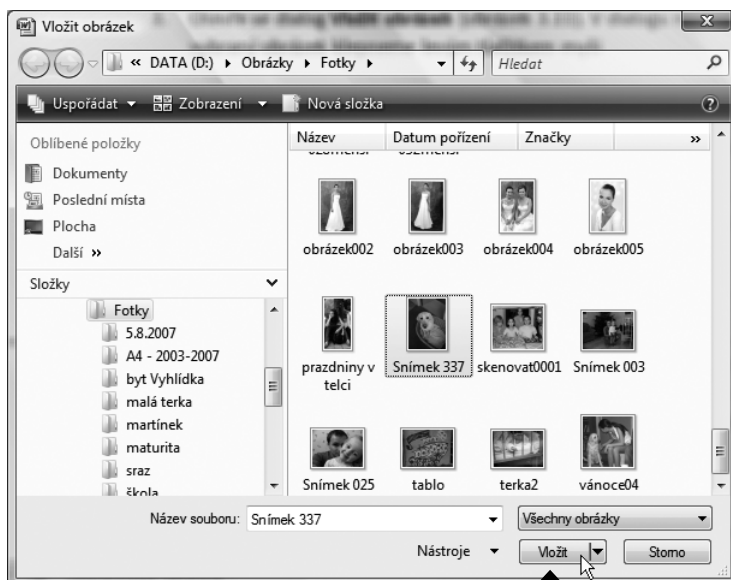 Vložit obrázek
« DATA (D:) ▸ Obrázky ▸ Fotky ▸
Hledat
Uspořádat Zobrazení Nová složka
Oblíbené položky
Dokumenty
Poslední místa
Plocha
Další »
Složky
Fotky
5.8.2007
A4 - 2003-2007
byt Vyhlídka
malá terka
martínek
maturita
sraz
škola
Název Datum pořízení Značky »
obrázek002 obrázek003 obrázek004 obrázek005
prazdniny v telci Snímek 337 skenovat0001 Snímek 003
Snímek 025 tablo terka2 vánoce04
Název souboru: Snímek 337 Všechny obrázky
Nástroje Vložit Storno